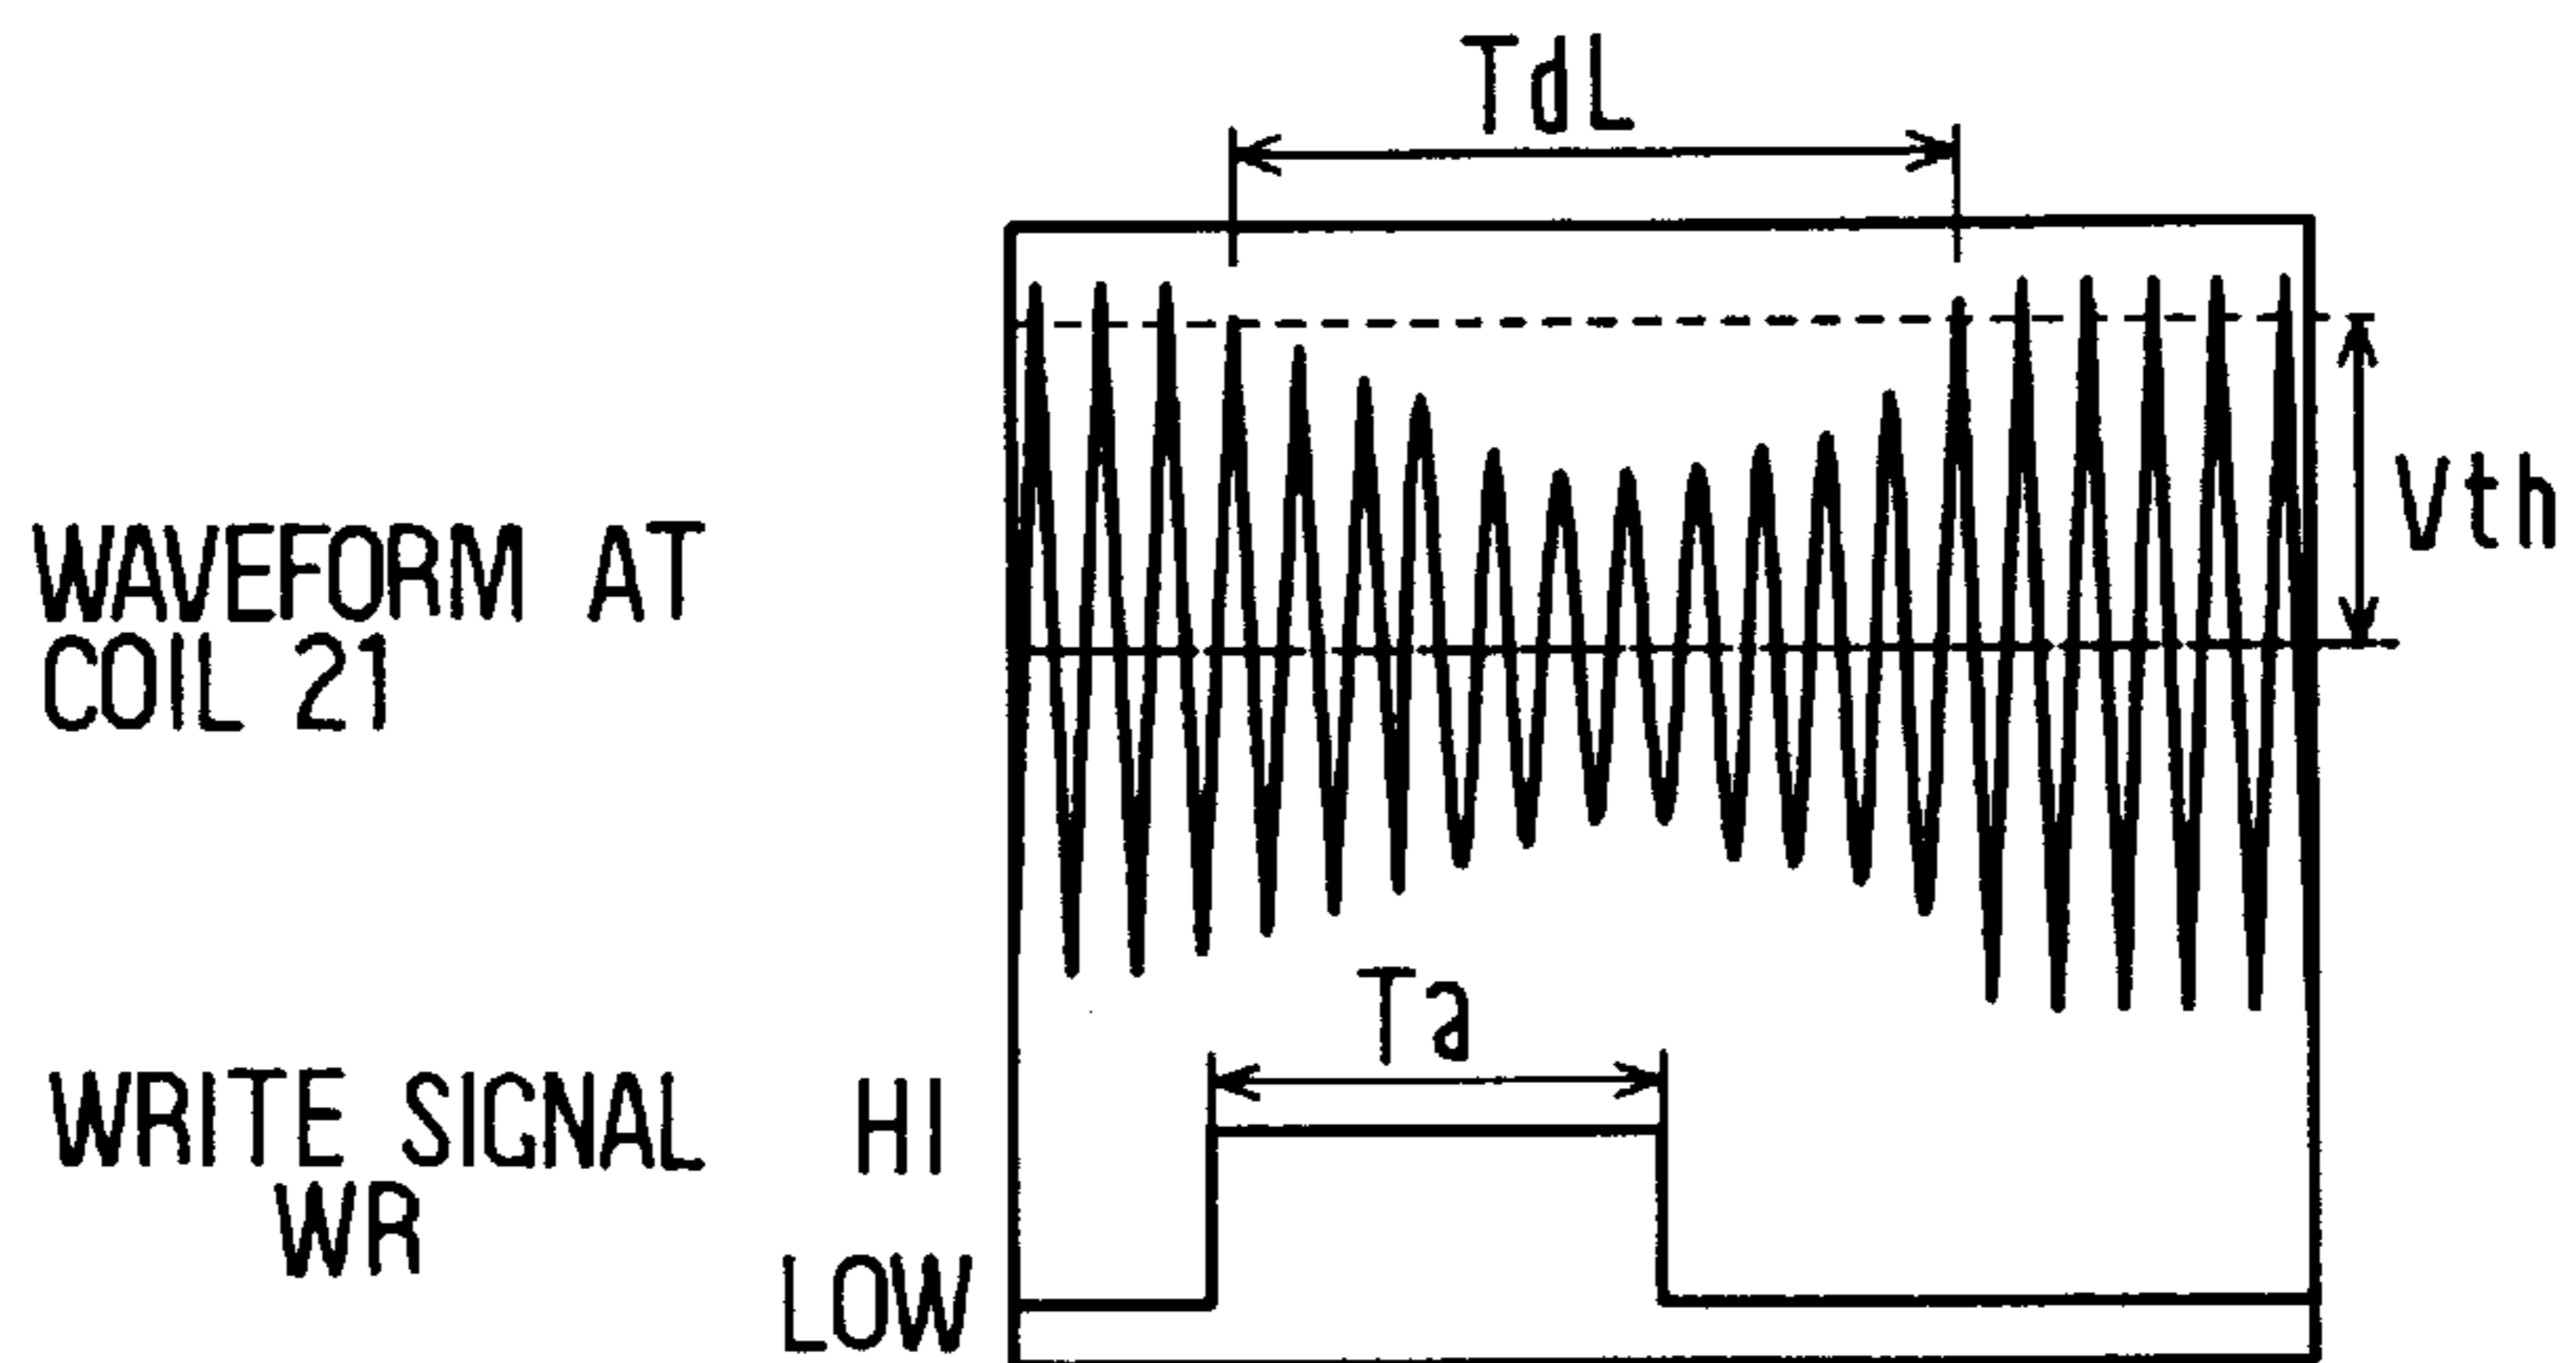 TdL
Vth
WAVEFORM AT
COIL 21
Ta
WRITE SIGNAL HI
WR
LOW